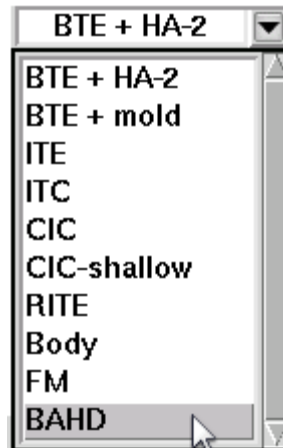 BTE + HA-2
BTE + HA-2
BTE + mold
ITE
ITC
CIC
CIC-shallow
RITE
Body
FM
BAHD